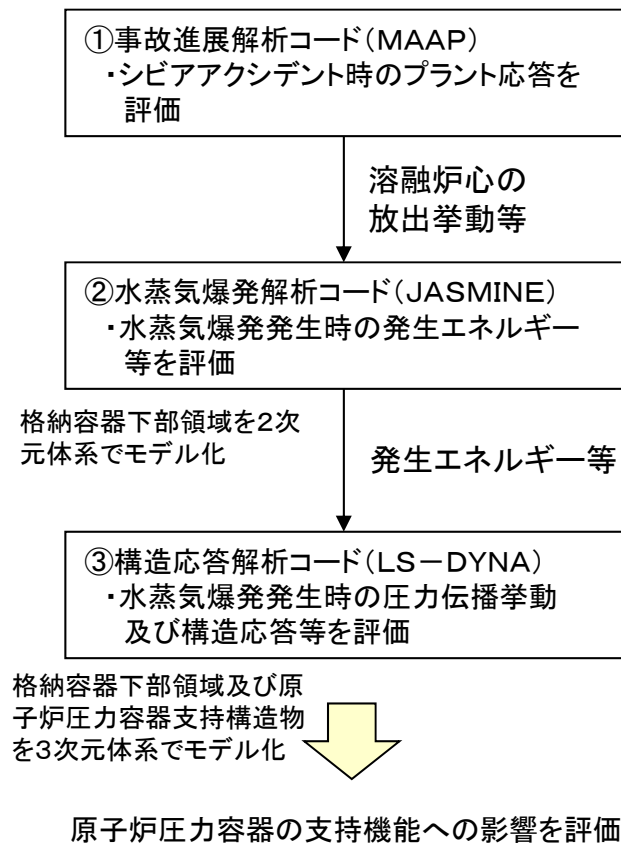 ①事故進展解析コード(MAAP)
・シビアアクシデント時のプラント応答を
評価
溶融炉心の
放出挙動等
②水蒸気爆発解析コード(JASMINE)
・水蒸気爆発発生時の発生エネルギー
等を評価
格納容器下部領域を2次
元体系でモデル化
発生エネルギー等
③構造応答解析コード(LS-DYNA)
・水蒸気爆発発生時の圧力伝播挙動
及び構造応答等を評価
格納容器下部領域及び原
子炉圧力容器支持構造物
を3次元体系でモデル化
原子炉圧力容器の支持機能への影響を評価